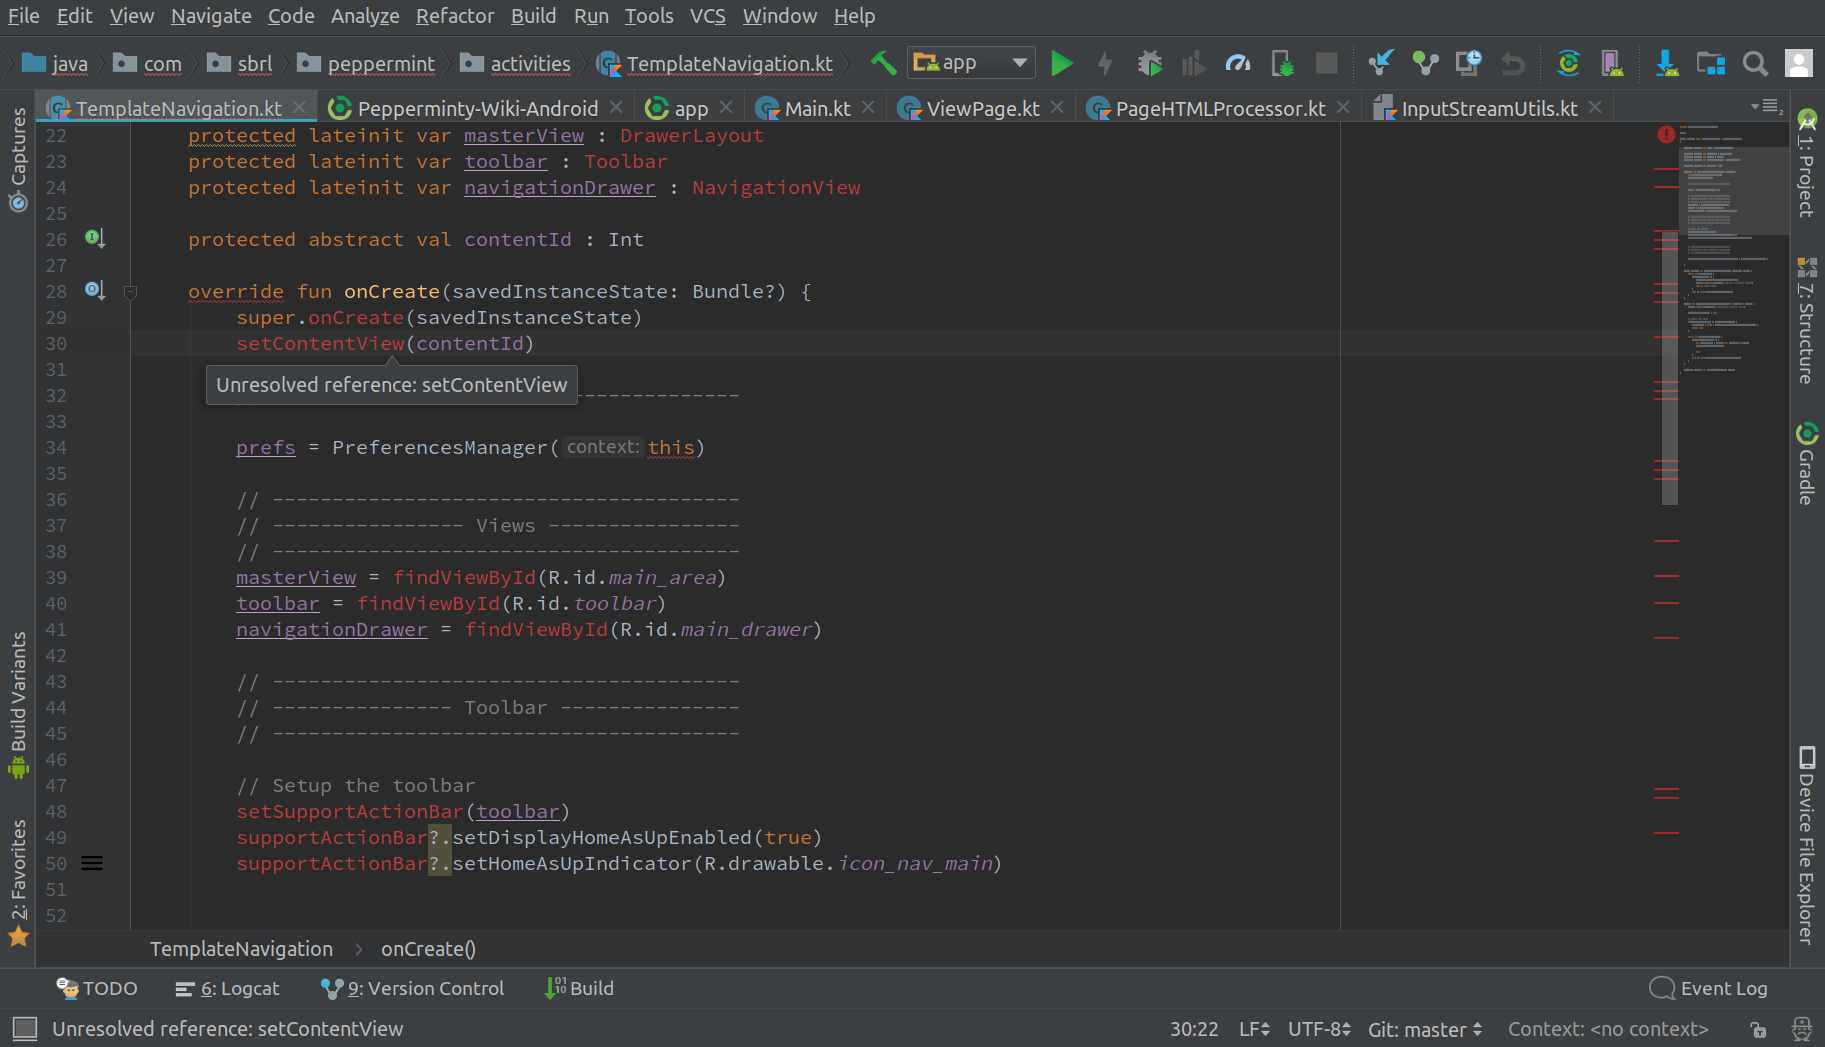 File Edit View Navigate Code Analyze Refactor Build Run Tools VCS Window Help
java com sbrl peppermint activities TemplateNavigation.kt app
TemplateNavigation.kt Pepperminty-Wiki-Android app Main.kt ViewPage.kt PageHTMLProcessor.kt InputStreamUtils.kt
Captures
Build Variants
2: Favorites
22 protected lateinit var masterView : DrawerLayout
23 protected lateinit var toolbar : Toolbar
24 protected lateinit var navigationDrawer : NavigationView
25
26 protected abstract val contentId : Int
27
28 override fun onCreate(savedInstanceState: Bundle?) {
29 super.onCreate(savedInstanceState)
30 setContentView(contentId)
31
Unresolved reference: setContentView
32 ---------------------------
33
34 prefs = PreferencesManager( context: this)
35
36 // ---------------------------------------
37 // ---------------- Views ----------------
38 // ---------------------------------------
39 masterView = findViewById(R.id.main_area)
40 toolbar = findViewById(R.id.toolbar)
41 navigationDrawer = findViewById(R.id.main_drawer)
42
43 // ---------------------------------------
44 // --------------- Toolbar ---------------
45 // ---------------------------------------
46
47 // Setup the toolbar
48 setSupportActionBar(toolbar)
49 supportActionBar?.setDisplayHomeAsUpEnabled(true)
50 supportActionBar?.setHomeAsUpIndicator(R.drawable.icon_nav_main)
51
52
1: Project
7: Structure
Gradle
Device File Explorer
TemplateNavigation > onCreate()
TODO 6: Logcat 9: Version Control Build Event Log
Unresolved reference: setContentView 30:22 LF UTF-8 Git: master Context: <no context>